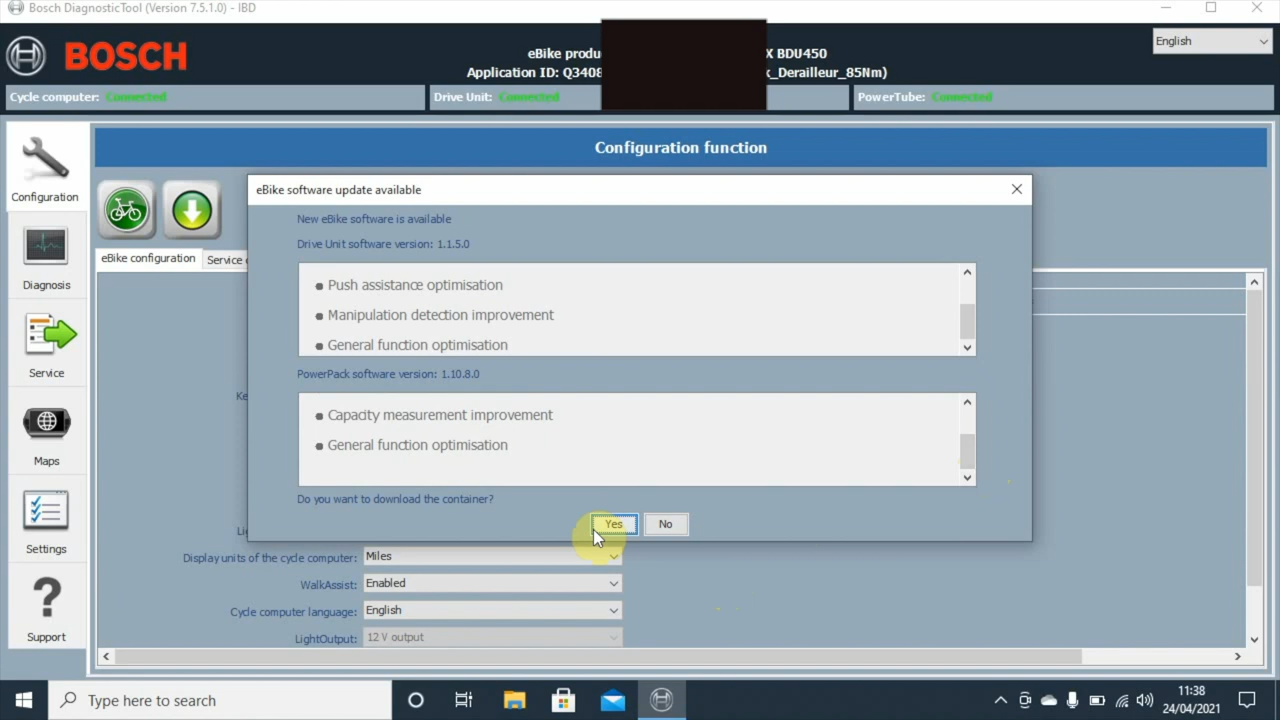 Bosch DiagnosticTool (Version 7.5.1.0) - IBD
BOSCH
eBike produ
X BDU450
Application ID: Q3408
k_Derailleur_85Nm)
English
Cycle computer: Connected
Drive Unit: Connected
PowerTube: Connected
Configuration
Diagnosis
Service
Maps
Settings
Support
Configuration function
eBike configuration
Service
eBike software update available
New eBike software is available
Drive Unit software version: 1.1.5.0
Push assistance optimisation
Manipulation detection improvement
General function optimisation
PowerPack software version: 1.10.8.0
Capacity measurement improvement
General function optimisation
Do you want to download the container?
Yes
No
Ke
Li
Display units of the cycle computer: Miles
WalkAssist: Enabled
Cycle computer language: English
LightOutput: 12 V output
Type here to search
11:38
24/04/2021